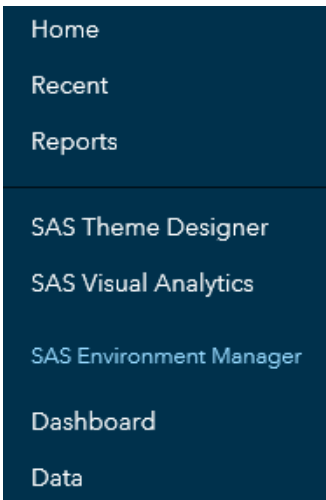 Home
Recent
Reports
SAS Theme Designer
SAS Visual Analytics
SAS Environment Manager
Dashboard
Data